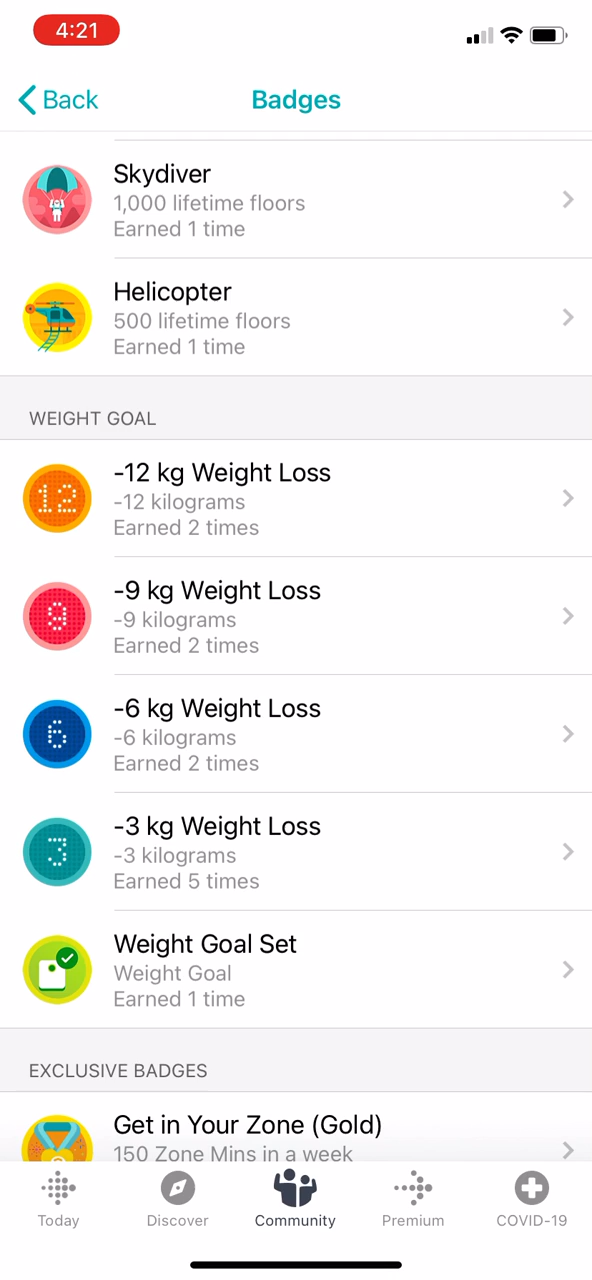 4:21
Back
Badges
Skydiver
1,000 lifetime floors
Earned 1 time
Helicopter
500 lifetime floors
Earned 1 time
WEIGHT GOAL
12
-12 kg Weight Loss
-12 kilograms
Earned 2 times
9
-9 kg Weight Loss
-9 kilograms
Earned 2 times
6
-6 kg Weight Loss
-6 kilograms
Earned 2 times
3
-3 kg Weight Loss
-3 kilograms
Earned 5 times
Weight Goal Set
Weight Goal
Earned 1 time
EXCLUSIVE BADGES
Get in Your Zone (Gold)
150 Zone Mins in a week
Today
Discover
Community
Premium
COVID-19